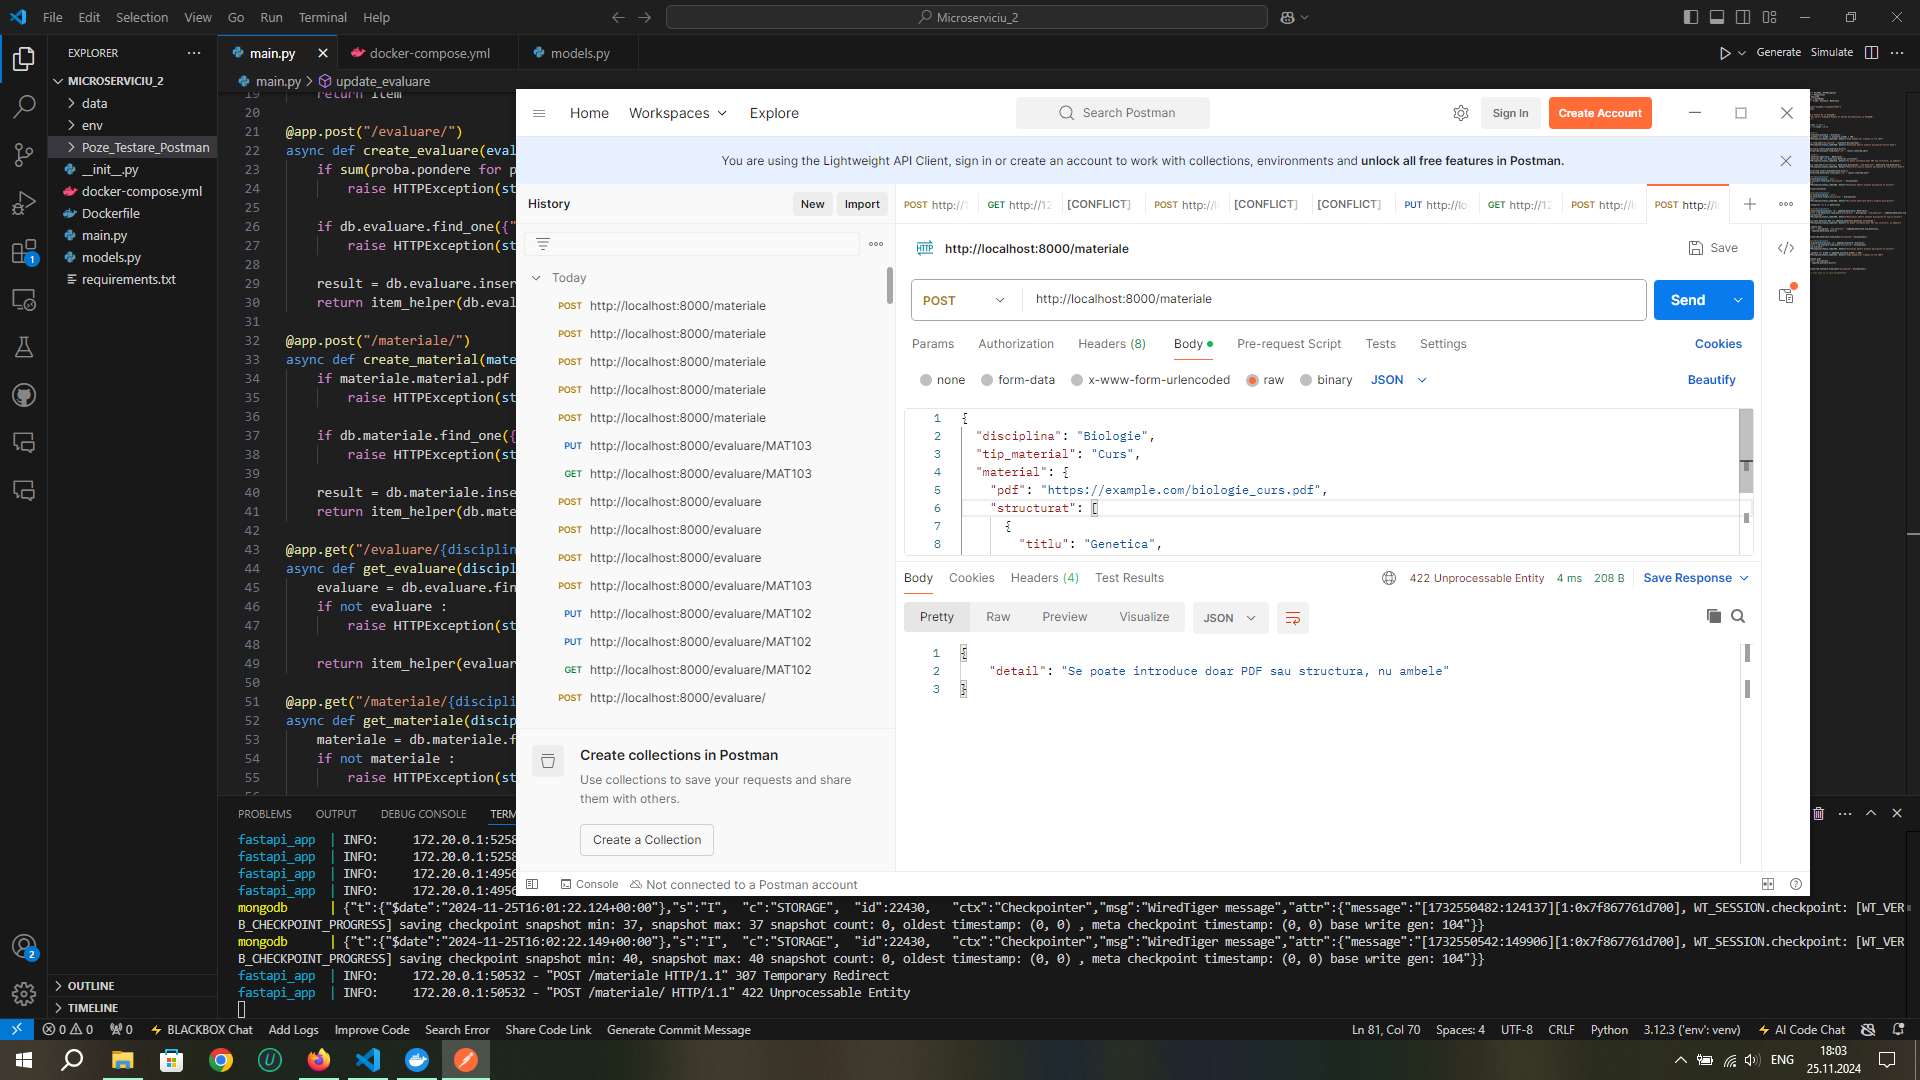 File Edit Selection View Go Run Terminal Help
Microserviciu_2
EXPLORER
main.py
docker-compose.yml
models.py
Generate Simulate
MICROSERVICIU_2
data
env
Poze_Testare_Postman
__init__.py
docker-compose.yml
Dockerfile
main.py
models.py
requirements.txt
OUTLINE
TIMELINE
main.py > update_evaluare
19 return item
20
21 @app.post("/evaluare/")
22 async def create_evaluare(eval
23 if sum(proba.pondere for p
24 raise HTTPException(st
25
26 if db.evaluare.find_one({"
27 raise HTTPException(st
28
29 result = db.evaluare.inser
30 return item_helper(db.eval
31
32 @app.post("/materiale/")
33 async def create_material(mate
34 if materiale.material.pdf
35 raise HTTPException(st
36
37 if db.materiale.find_one({
38 raise HTTPException(st
39
40 result = db.materiale.inse
41 return item_helper(db.mate
42
43 @app.get("/evaluare/{disciplin
44 async def get_evaluare(discipl
45 evaluare = db.evaluare.fin
46 if not evaluare :
47 raise HTTPException(st
48
49 return item_helper(evaluar
50
51 @app.get("/materiale/{discipli
52 async def get_materiale(discip
53 materiale = db.materiale.f
54 if not materiale :
55 raise HTTPException(st
Home Workspaces Explore
Search Postman
Sign In
Create Account
You are using the Lightweight API Client, sign in or create an account to work with collections, environments and unlock all free features in Postman.
History
New Import
Today
POST http://localhost:8000/materiale
POST http://localhost:8000/materiale
POST http://localhost:8000/materiale
POST http://localhost:8000/materiale
POST http://localhost:8000/materiale
PUT http://localhost:8000/evaluare/MAT103
GET http://localhost:8000/evaluare/MAT103
POST http://localhost:8000/evaluare
POST http://localhost:8000/evaluare
POST http://localhost:8000/evaluare
POST http://localhost:8000/evaluare/MAT103
PUT http://localhost:8000/evaluare/MAT102
PUT http://localhost:8000/evaluare/MAT102
GET http://localhost:8000/evaluare/MAT102
POST http://localhost:8000/evaluare/
Create collections in Postman
Use collections to save your requests and share
them with others.
Create a Collection
POST http:// GET http://12 [CONFLICT] POST http://l [CONFLICT] [CONFLICT] PUT http://lo GET http://12 POST http://l POST http://l
HTTP http://localhost:8000/materiale
Save
POST http://localhost:8000/materiale
Send
Params Authorization Headers (8) Body Pre-request Script Tests Settings Cookies
none form-data x-www-form-urlencoded raw binary JSON Beautify
1 {
2 "disciplina": "Biologie",
3 "tip_material": "Curs",
4 "material": {
5 "pdf": "https://example.com/biologie_curs.pdf",
6 "structurat": [
7 {
8 "titlu": "Genetica",
Body Cookies Headers (4) Test Results
422 Unprocessable Entity 4 ms 208 B Save Response
Pretty Raw Preview Visualize JSON
1 {
2 "detail": "Se poate introduce doar PDF sau structura, nu ambele"
3 }
Console Not connected to a Postman account
PROBLEMS OUTPUT DEBUG CONSOLE TERM
fastapi_app | INFO: 172.20.0.1:5258
fastapi_app | INFO: 172.20.0.1:5258
fastapi_app | INFO: 172.20.0.1:4956
fastapi_app | INFO: 172.20.0.1:4956
mongodb | {"t":{"$date":"2024-11-25T16:01:22.124+00:00"},"s":"I", "c":"STORAGE", "id":22430, "ctx":"Checkpointer","msg":"WiredTiger message","attr":{"message":"[1732550482:124137][1:0x7f867761d700], WT_SESSION.checkpoint: [WT_VER
B_CHECKPOINT_PROGRESS] saving checkpoint snapshot min: 37, snapshot max: 37 snapshot count: 0, oldest timestamp: (0, 0) , meta checkpoint timestamp: (0, 0) base write gen: 104"}}
mongodb | {"t":{"$date":"2024-11-25T16:02:22.149+00:00"},"s":"I", "c":"STORAGE", "id":22430, "ctx":"Checkpointer","msg":"WiredTiger message","attr":{"message":"[1732550542:149906][1:0x7f867761d700], WT_SESSION.checkpoint: [WT_VER
B_CHECKPOINT_PROGRESS] saving checkpoint snapshot min: 40, snapshot max: 40 snapshot count: 0, oldest timestamp: (0, 0) , meta checkpoint timestamp: (0, 0) base write gen: 104"}}
fastapi_app | INFO: 172.20.0.1:50532 - "POST /materiale HTTP/1.1" 307 Temporary Redirect
fastapi_app | INFO: 172.20.0.1:50532 - "POST /materiale/ HTTP/1.1" 422 Unprocessable Entity
0 0 0 BLACKBOX Chat Add Logs Improve Code Search Error Share Code Link Generate Commit Message
Ln 81, Col 70 Spaces: 4 UTF-8 CRLF Python 3.12.3 ('env': venv) AI Code Chat
ENG
18:03
25.11.2024